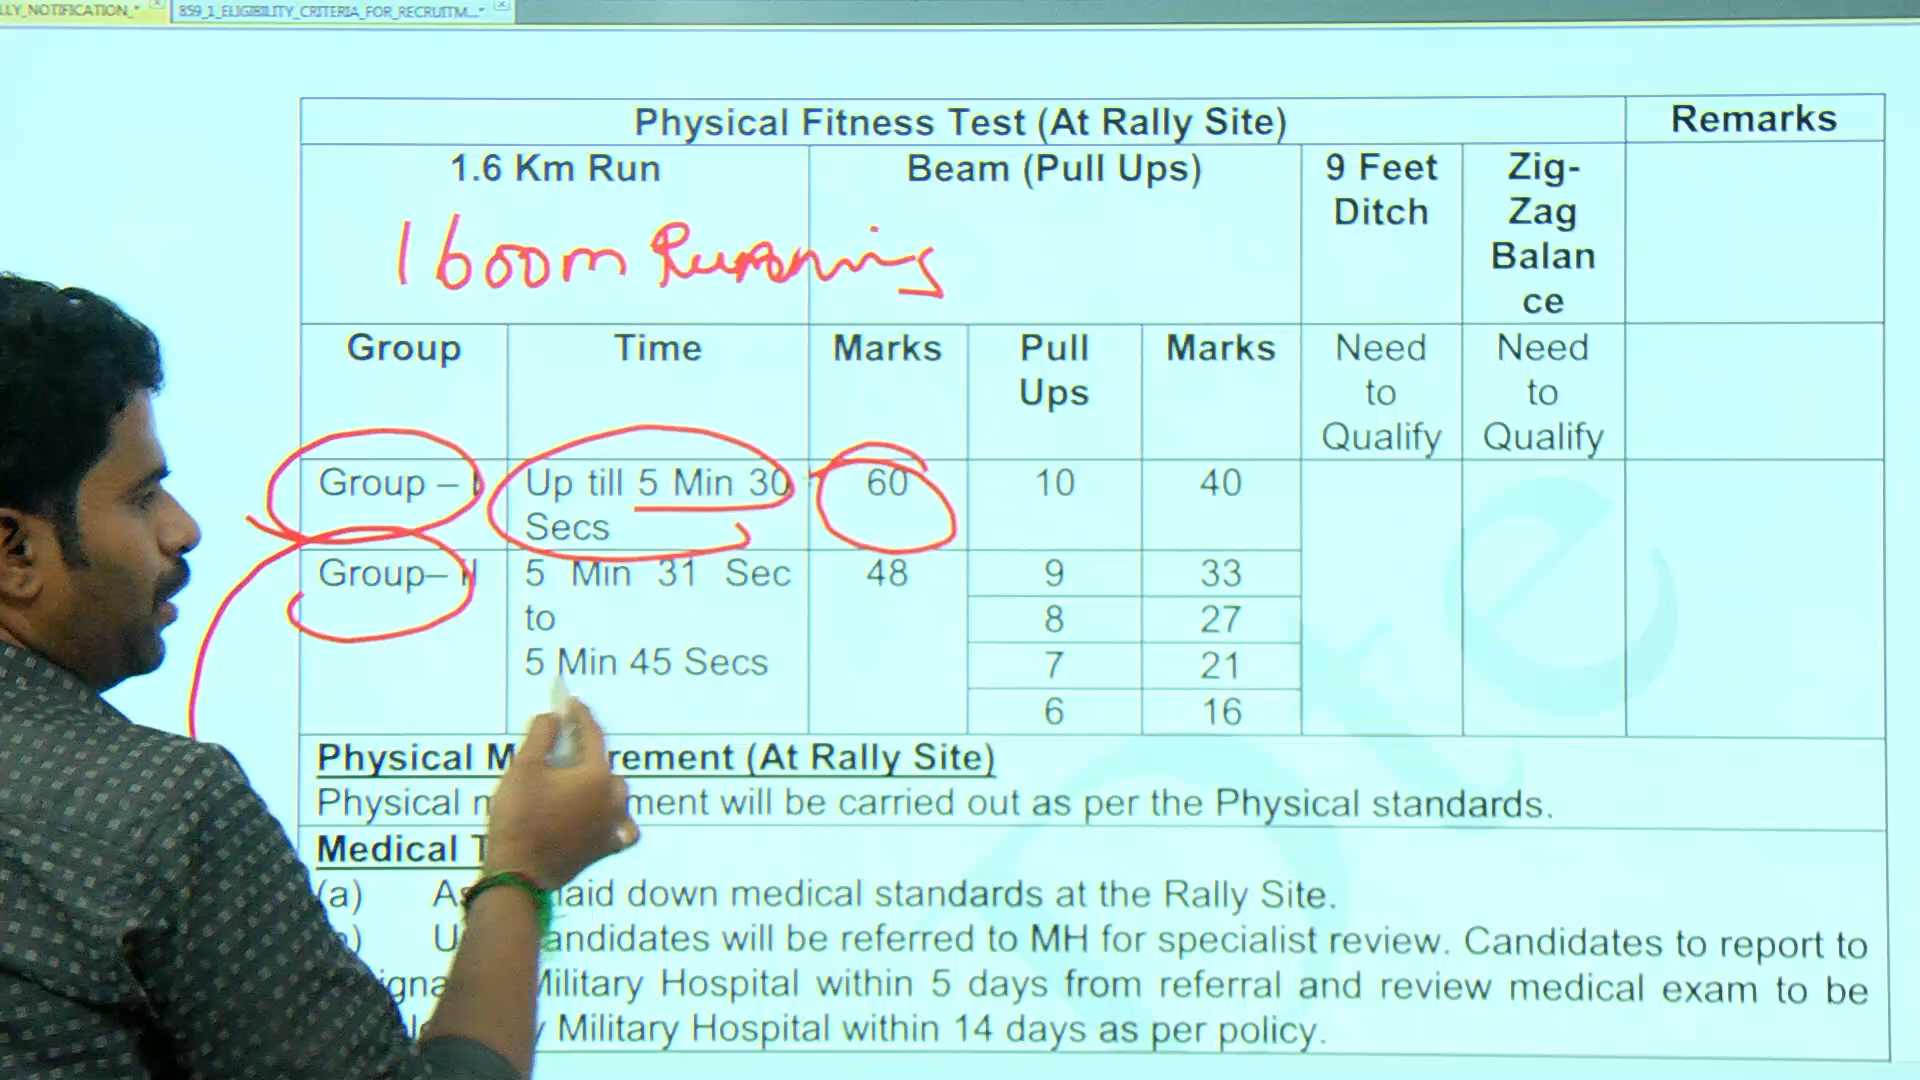 LLY_NOTIFICATION_*
859_1_ELIGIBILITY_CRITERIA_FOR_RECRUITM...*
Physical Fitness Test (At Rally Site)
Remarks
1.6 Km Run
Beam (Pull Ups)
9 Feet
Ditch
Zig-
Zag
Balan
ce
1600m Running
Group
Time
Marks
Pull
Ups
Marks
Need
to
Qualify
Need
to
Qualify
Group – I
Up till 5 Min 30
Secs
60
10
40
Group– II
5 Min 31 Sec
to
5 Min 45 Secs
48
9
33
8
27
7
21
6
16
Physical M rement (At Rally Site)
Physical m ment will be carried out as per the Physical standards.
Medical T
(a) As laid down medical standards at the Rally Site.
) U andidates will be referred to MH for specialist review. Candidates to report to
igna Military Hospital within 5 days from referral and review medical exam to be
y Military Hospital within 14 days as per policy.